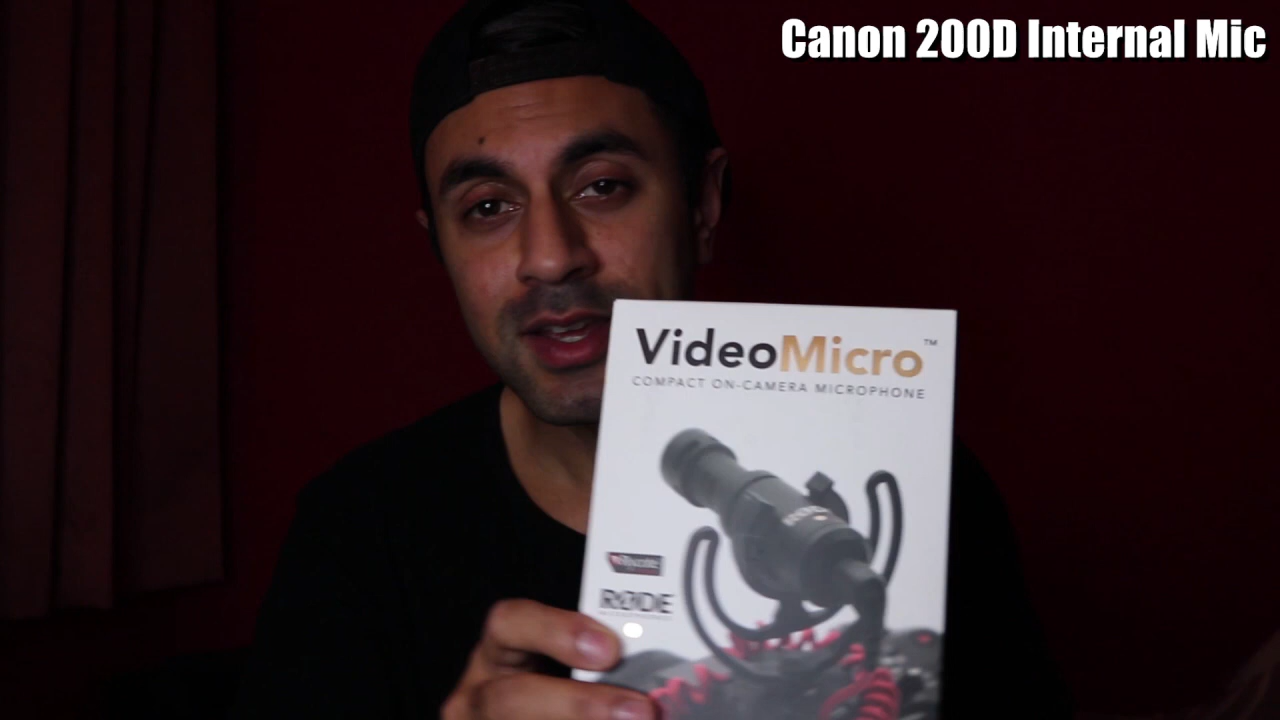 Canon 200D Internal Mic
VideoMicro™
COMPACT ON-CAMERA MICROPHONE
RØDE